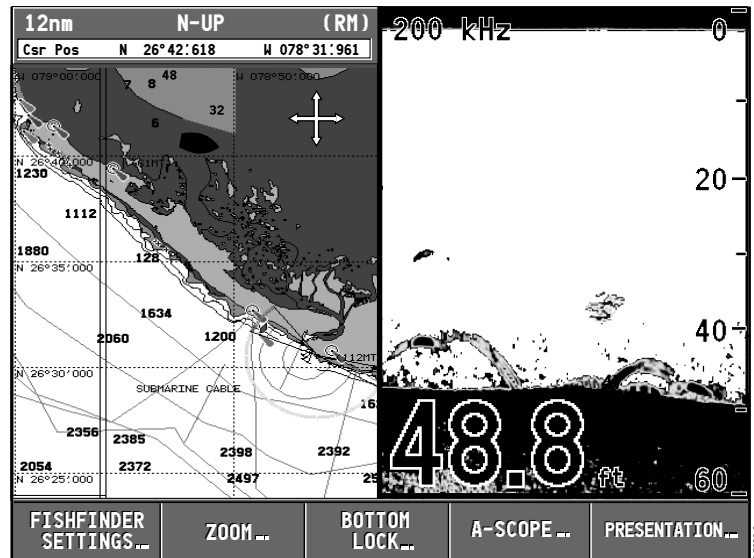 12nm N-UP (RM)
Csr Pos N 26°42.618 W 078°31.961
W 079°00.000 W 078°50.000
48
7 8
32
6
N 26°40.000
1230
1112
1880
128
N 26°35.000
1634
2060 1200
112MT
N 26°30.000
SUBMARINE CABLE
2356
2385
2398 2392
2054 2372
N 26°25.000 2497
200 kHz 0
20
40
48.8 ft 60
FISHFINDER SETTINGS...
ZOOM...
BOTTOM LOCK...
A-SCOPE...
PRESENTATION...